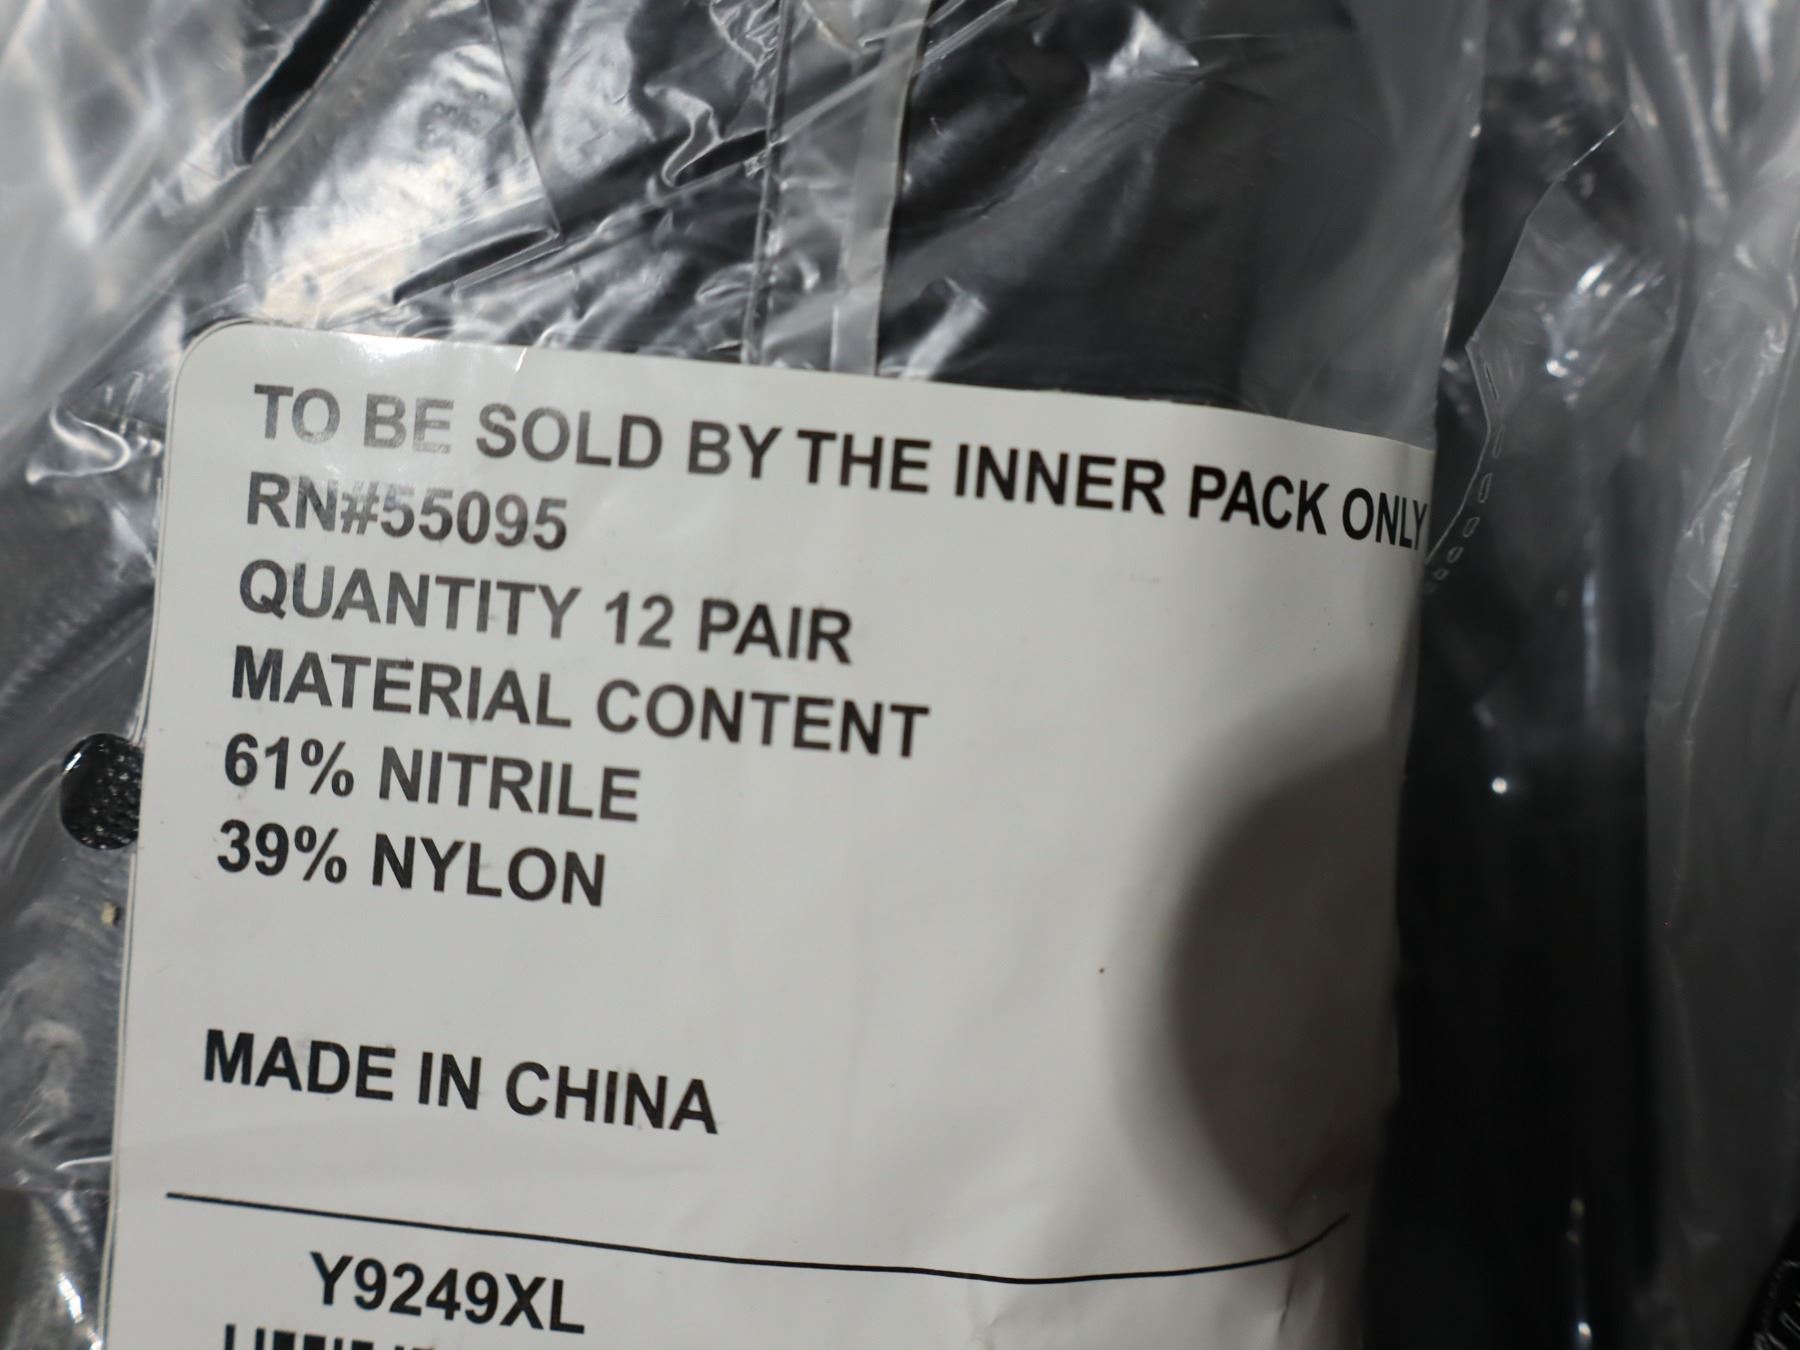 TO BE SOLD BY THE INNER PACK ONLY
RN#55095
QUANTITY 12 PAIR
MATERIAL CONTENT
61% NITRILE
39% NYLON
MADE IN CHINA
Y9249XL